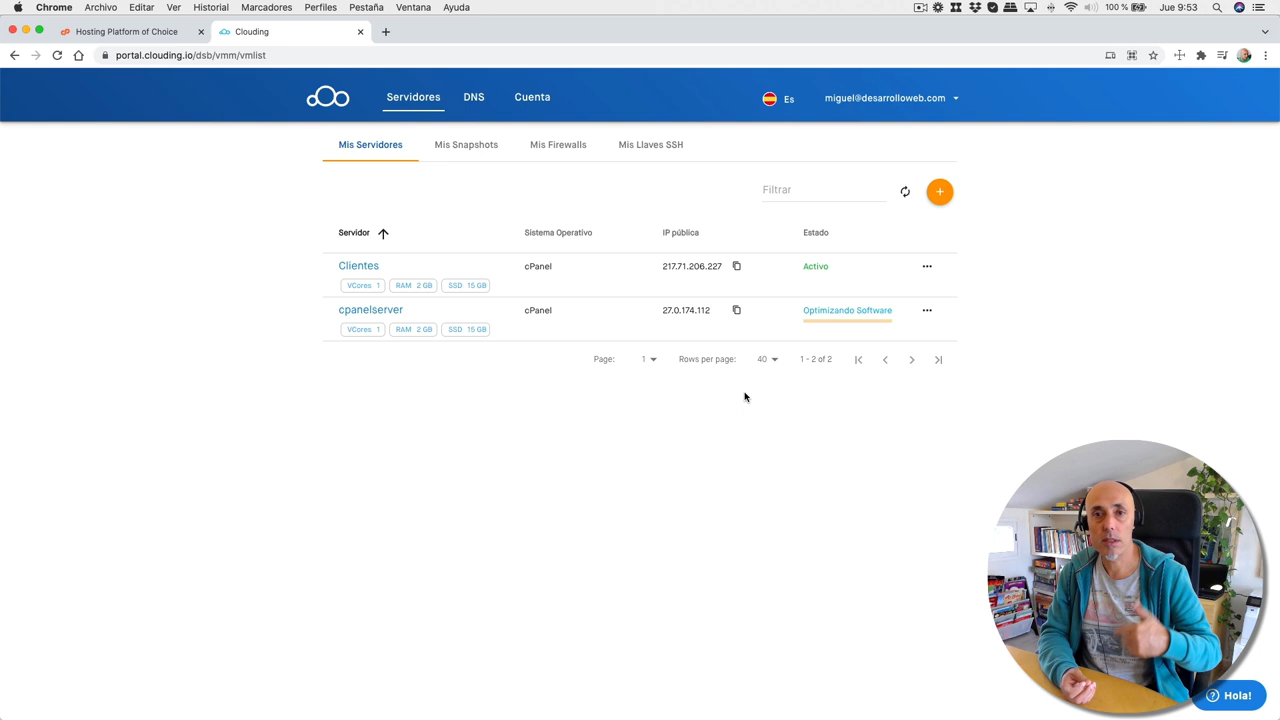 Chrome Archivo Editar Ver Historial Marcadores Perfiles Pestaña Ventana Ayuda 100 % Jue 9:53
Hosting Platform of Choice Clouding
portal.clouding.io/dsb/vmm/vmlist
Servidores DNS Cuenta Es miguel@desarrolloweb.com
Mis Servidores Mis Snapshots Mis Firewalls Mis Llaves SSH
Filtrar
Servidor Sistema Operativo IP pública Estado
Clientes cPanel 217.71.206.227 Activo
VCores 1 RAM 2 GB SSD 15 GB
cpanelserver cPanel 27.0.174.112 Optimizando Software
VCores 1 RAM 2 GB SSD 15 GB
Page: 1 Rows per page: 40 1 - 2 of 2
Hola!